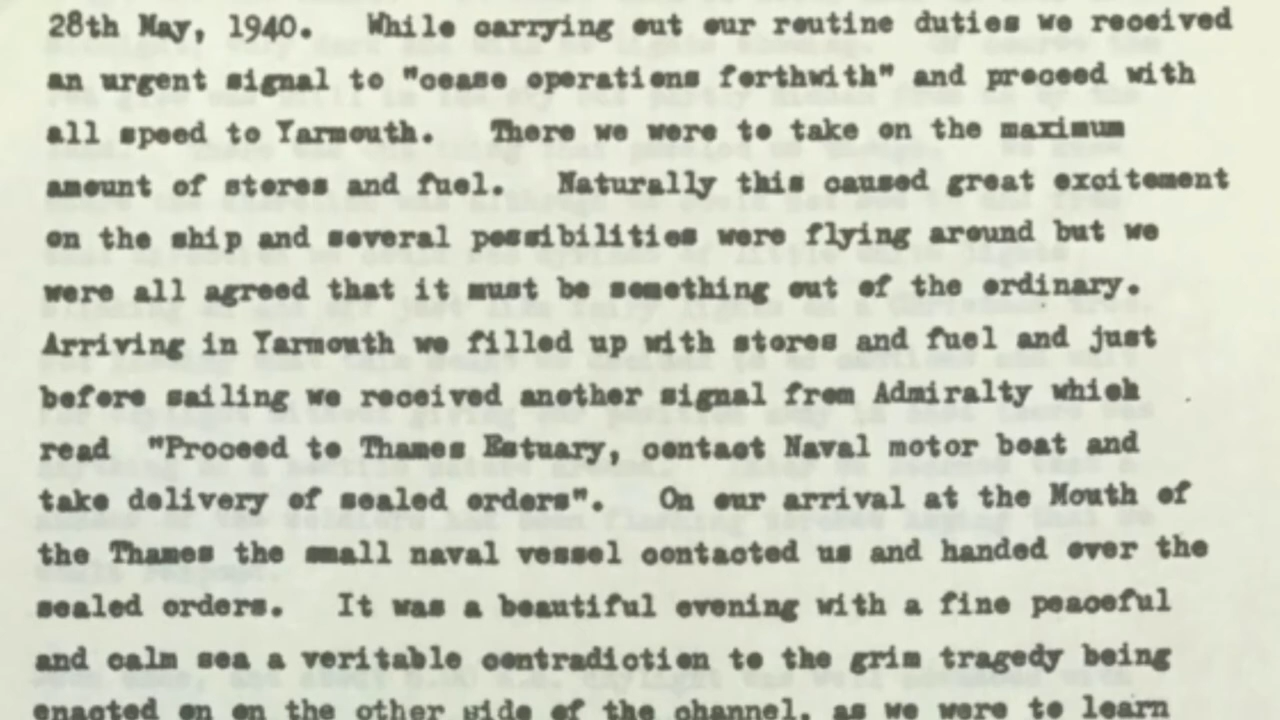 28th May, 1940. While carrying out our routine duties we received
an urgent signal to "cease operations forthwith" and proceed with
all speed to Yarmouth. There we were to take on the maximum
amount of stores and fuel. Naturally this caused great excitement
on the ship and several possibilities were flying around but we
were all agreed that it must be something out of the ordinary.
Arriving in Yarmouth we filled up with stores and fuel and just
before sailing we received another signal from Admiralty which
read "Proceed to Thames Estuary, contact Naval motor boat and
take delivery of sealed orders". On our arrival at the Mouth of
the Thames the small naval vessel contacted us and handed over the
sealed orders. It was a beautiful evening with a fine peaceful
and calm sea a veritable contradiction to the grim tragedy being
enacted on on the other side of the channel, as we were to learn